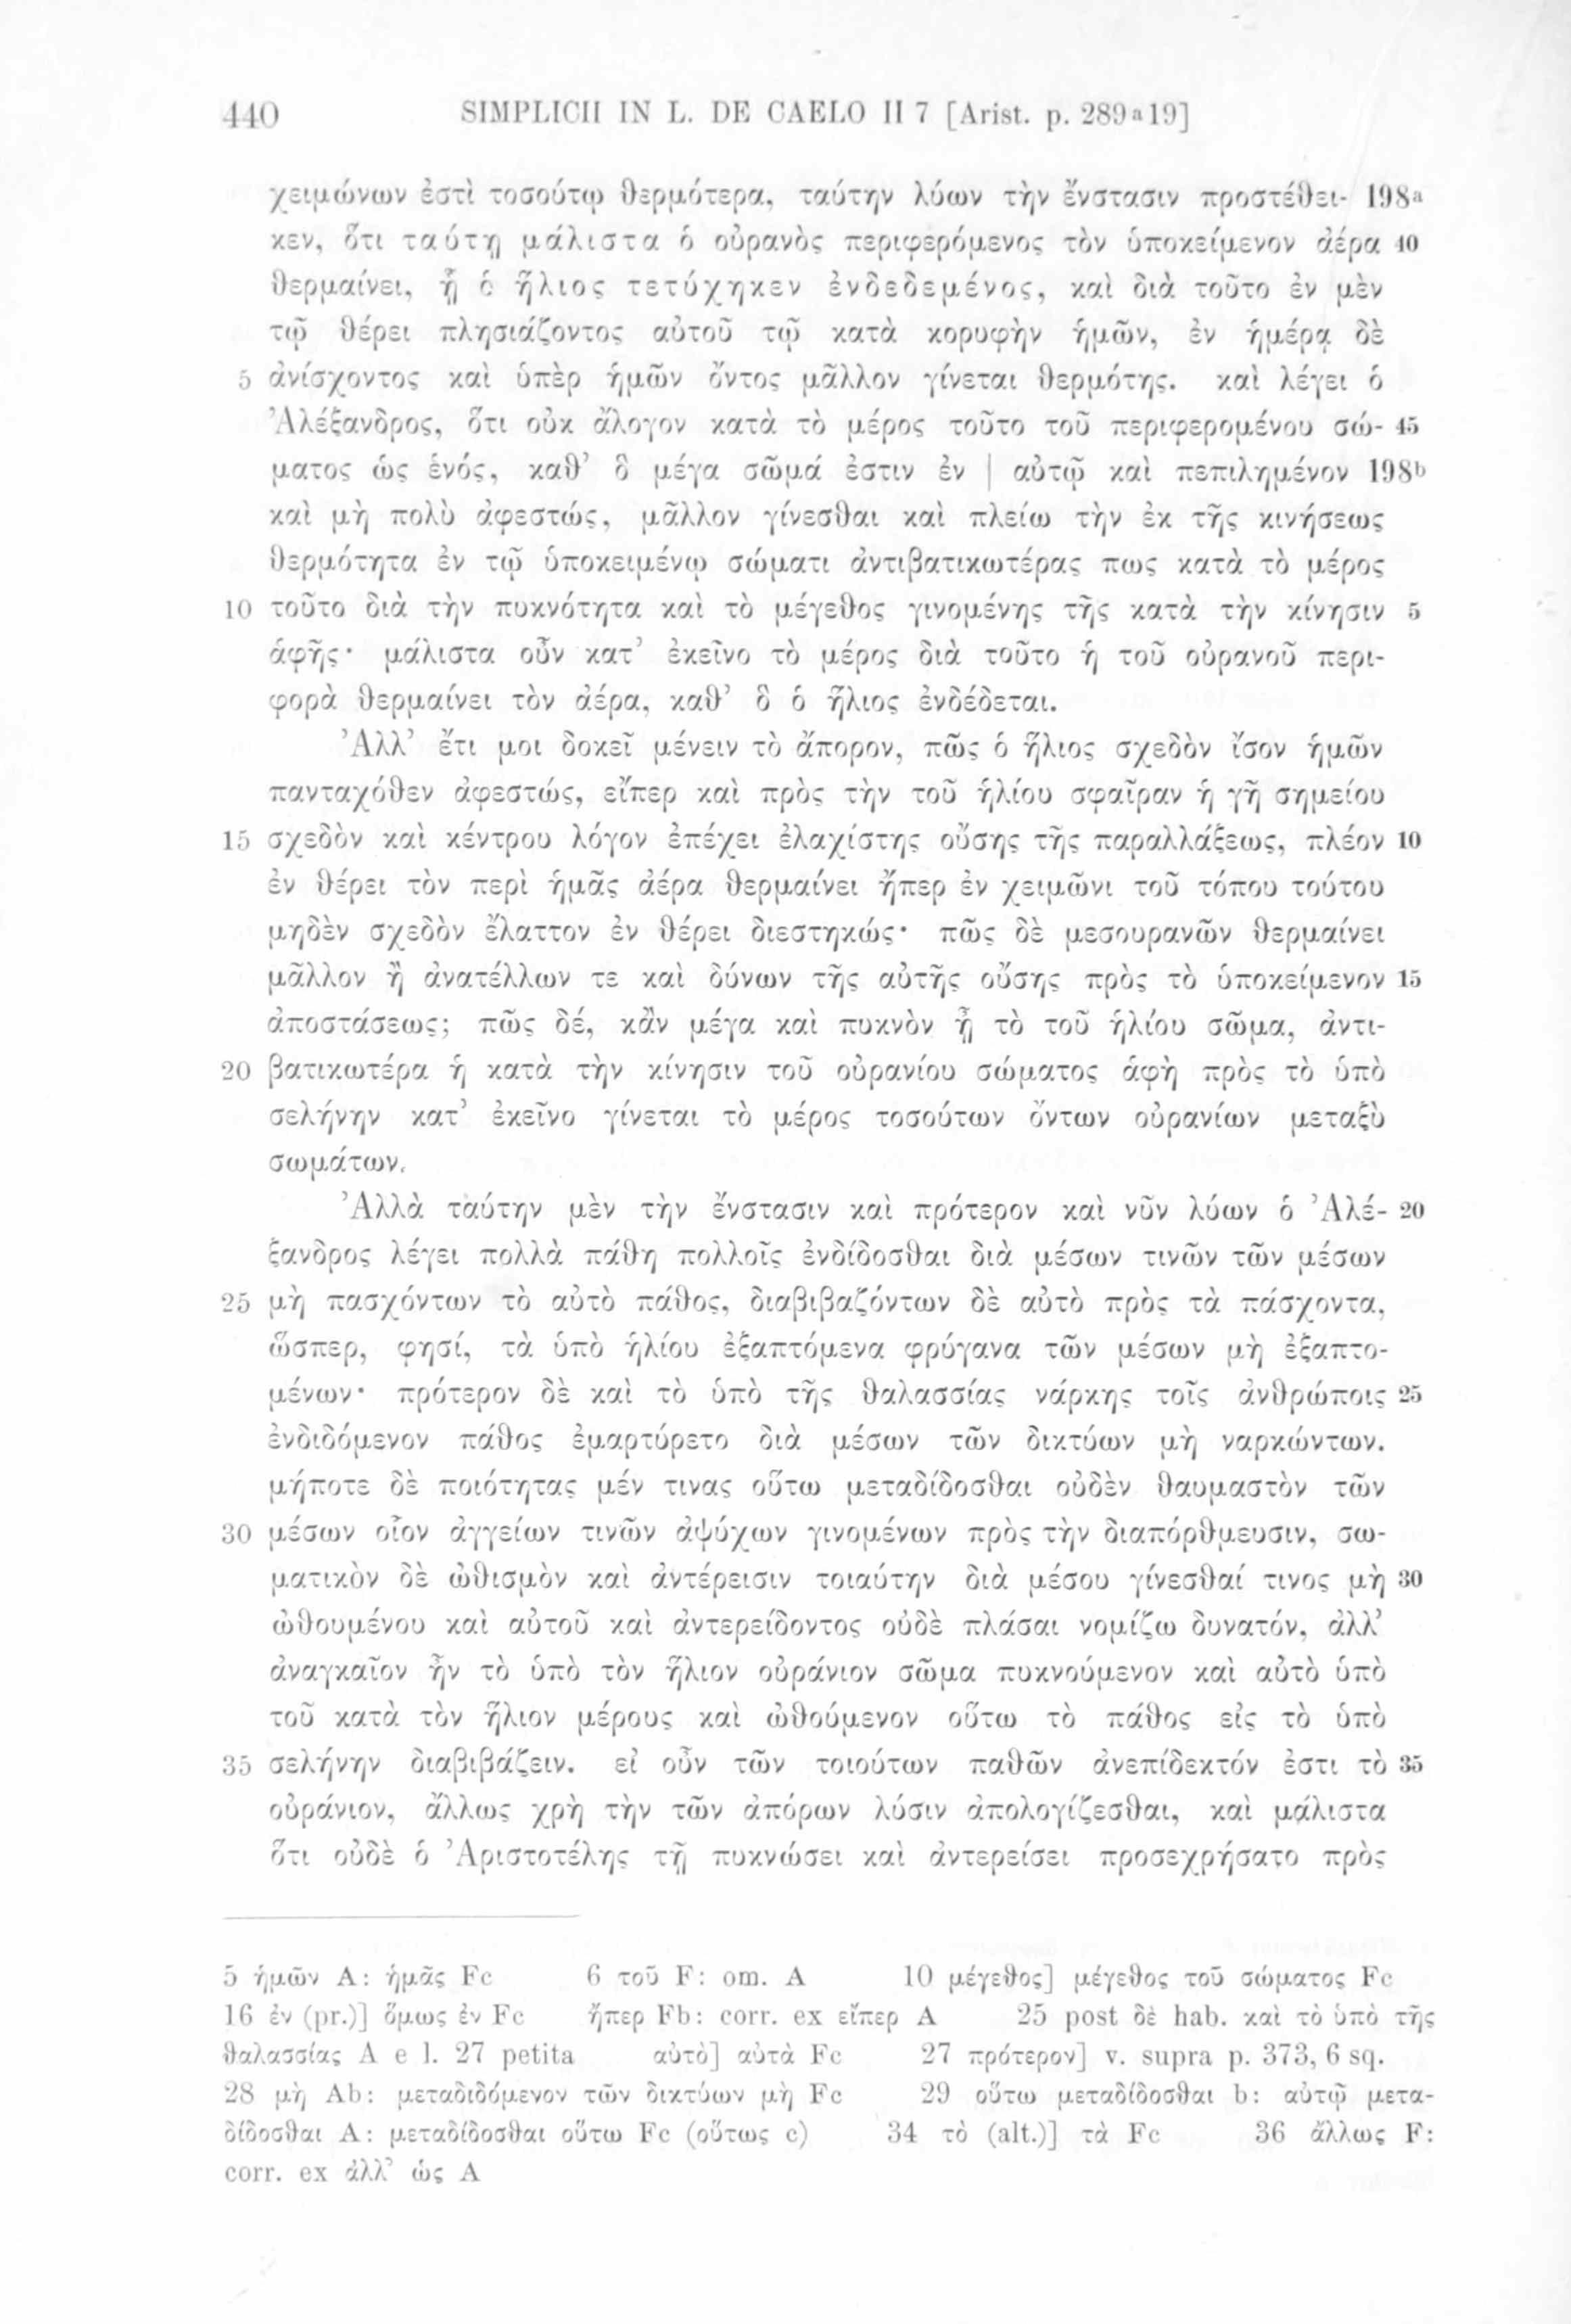 440 SIMPLICII IN L. DE CAELO II 7 [Arist. p. 289a19]
χειμώνων ἐστὶ τοσούτῳ θερμότερα, ταύτην λύων τὴν ἔνστασιν προστέθει- 198a
κεν, ὅτι ταύτῃ μάλιστα ὁ οὐρανὸς περιφερόμενος τὸν ὑποκείμενον ἀέρα 40
θερμαίνει, ᾗ ὁ ἥλιος τετύχηκεν ἐνδεδεμένος, καὶ διὰ τοῦτο ἐν μὲν
τῷ θέρει πλησιάζοντος αὐτοῦ τῷ κατὰ κορυφὴν ἡμῶν, ἐν ἡμέρᾳ δὲ
5 ἀνίσχοντος καὶ ὑπὲρ ἡμῶν ὄντος μᾶλλον γίνεται θερμότης. καὶ λέγει ὁ
Ἀλέξανδρος, ὅτι οὐκ ἄλογον κατὰ τὸ μέρος τοῦτο τοῦ περιφερομένου σώ- 45
ματος ὡς ἑνός, καθ’ ὃ μέγα σῶμά ἐστιν ἐν | αὐτῷ καὶ πεπιλημένον 198b
καὶ μὴ πολὺ ἀφεστώς, μᾶλλον γίνεσθαι καὶ πλείω τὴν ἐκ τῆς κινήσεως
θερμότητα ἐν τῷ ὑποκειμένῳ σώματι ἀντιβατικωτέρας πως κατὰ τὸ μέρος
10 τοῦτο διὰ τὴν πυκνότητα καὶ τὸ μέγεθος γινομένης τῆς κατὰ τὴν κίνησιν 5
ἁφῆς· μάλιστα οὖν κατ’ ἐκεῖνο τὸ μέρος διὰ τοῦτο ἡ τοῦ οὐρανοῦ περι-
φορὰ θερμαίνει τὸν ἀέρα, καθ’ ὃ ὁ ἥλιος ἐνδέδεται.
Ἀλλ’ ἔτι μοι δοκεῖ μένειν τὸ ἄπορον, πῶς ὁ ἥλιος σχεδὸν ἴσον ἡμῶν
πανταχόθεν ἀφεστώς, εἴπερ καὶ πρὸς τὴν τοῦ ἡλίου σφαῖραν ἡ γῆ σημείου
15 σχεδὸν καὶ κέντρου λόγον ἐπέχει ἐλαχίστης οὔσης τῆς παραλλάξεως, πλέον 10
ἐν θέρει τὸν περὶ ἡμᾶς ἀέρα θερμαίνει ἤπερ ἐν χειμῶνι τοῦ τόπου τούτου
μηδὲν σχεδὸν ἔλαττον ἐν θέρει διεστηκώς· πῶς δὲ μεσουρανῶν θερμαίνει
μᾶλλον ἢ ἀνατέλλων τε καὶ δύνων τῆς αὐτῆς οὔσης πρὸς τὸ ὑποκείμενον 15
ἀποστάσεως; πῶς δέ, κἂν μέγα καὶ πυκνὸν ᾖ τὸ τοῦ ἡλίου σῶμα, ἀντι-
20 βατικωτέρα ἡ κατὰ τὴν κίνησιν τοῦ οὐρανίου σώματος ἁφὴ πρὸς τὸ ὑπὸ
σελήνην κατ’ ἐκεῖνο γίνεται τὸ μέρος τοσούτων ὄντων οὐρανίων μεταξὺ
σωμάτων.
Ἀλλὰ ταύτην μὲν τὴν ἔνστασιν καὶ πρότερον καὶ νῦν λύων ὁ Ἀλέ- 20
ξανδρος λέγει πολλὰ πάθη πολλοῖς ἐνδίδοσθαι διὰ μέσων τινῶν τῶν μέσων
25 μὴ πασχόντων τὸ αὐτὸ πάθος, διαβιβαζόντων δὲ αὐτὸ πρὸς τὰ πάσχοντα,
ὥσπερ, φησί, τὰ ὑπὸ ἡλίου ἐξαπτόμενα φρύγανα τῶν μέσων μὴ ἐξαπτο-
μένων· πρότερον δὲ καὶ τὸ ὑπὸ τῆς θαλασσίας νάρκης τοῖς ἀνθρώποις 25
ἐνδιδόμενον πάθος ἐμαρτύρετο διὰ μέσων τῶν δικτύων μὴ ναρκώντων.
μήποτε δὲ ποιότητας μέν τινας οὕτω μεταδίδοσθαι οὐδὲν θαυμαστὸν τῶν
30 μέσων οἷον ἀγγείων τινῶν ἀψύχων γινομένων πρὸς τὴν διαπόρθμευσιν, σω-
ματικὸν δὲ ὠθισμὸν καὶ ἀντέρεισιν τοιαύτην διὰ μέσου γίνεσθαί τινος μὴ 30
ὠθουμένου καὶ αὐτοῦ καὶ ἀντερείδοντος οὐδὲ πλάσαι νομίζω δυνατόν, ἀλλ’
ἀναγκαῖον ἦν τὸ ὑπὸ τὸν ἥλιον οὐράνιον σῶμα πυκνούμενον καὶ αὐτὸ ὑπὸ
τοῦ κατὰ τὸν ἥλιον μέρους καὶ ὠθούμενον οὕτω τὸ πάθος εἰς τὸ ὑπὸ
35 σελήνην διαβιβάζειν. εἰ οὖν τῶν τοιούτων παθῶν ἀνεπίδεκτόν ἐστι τὸ 35
οὐράνιον, ἄλλως χρὴ τὴν τῶν ἀπόρων λύσιν ἀπολογίζεσθαι, καὶ μάλιστα
ὅτι οὐδὲ ὁ Ἀριστοτέλης τῇ πυκνώσει καὶ ἀντερείσει προσεχρήσατο πρὸς
5 ἡμῶν A: ἡμᾶς Fc 6 τοῦ F: om. A 10 μέγεθος] μέγεθος τοῦ σώματος Fc
16 ἐν (pr.)] ὅμως ἐν Fc ἤπερ Fb: corr. ex εἴπερ A 25 post δὲ hab. καὶ τὸ ὑπὸ τῆς
θαλασσίας A e l. 27 petita αὐτὸ] αὐτὰ Fc 27 πρότερον] v. supra p. 373, 6 sq.
28 μὴ Ab: μεταδιδόμενον τῶν δικτύων μὴ Fc 29 οὕτω μεταδίδοσθαι b: αὐτῷ μετα-
δίδοσθαι A: μεταδίδοσθαι οὕτω Fc (οὕτως c) 34 τὸ (alt.)] τὰ Fc 36 ἄλλως F:
corr. ex ἀλλ’ ὡς A